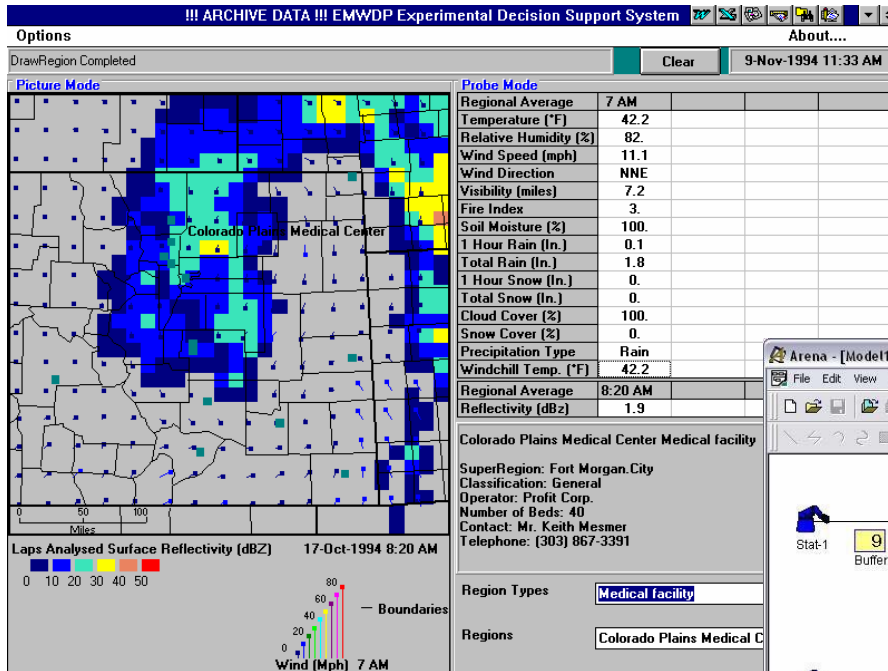 !!! ARCHIVE DATA !!! EMWDP Experimental Decision Support System
Options About....
DrawRegion Completed Clear 9-Nov-1994 11:33 AM
Picture Mode
Colorado Plains Medical Center
0 50 100
Miles
Laps Analysed Surface Reflectivity (dBZ) 17-Oct-1994 8:20 AM
0 10 20 30 40 50
80
60
40
20
0
Boundaries
Wind (Mph) 7 AM
Probe Mode
Regional Average 7 AM
Temperature (°F) 42.2
Relative Humidity (%) 82.
Wind Speed (mph) 11.1
Wind Direction NNE
Visibility (miles) 7.2
Fire Index 3.
Soil Moisture (%) 100.
1 Hour Rain (In.) 0.1
Total Rain (In.) 1.8
1 Hour Snow (In.) 0.
Total Snow (In.) 0.
Cloud Cover (%) 100.
Snow Cover (%) 0.
Precipitation Type Rain
Windchill Temp. (°F) 42.2
Regional Average 8:20 AM
Reflectivity (dBz) 1.9
Colorado Plains Medical Center Medical facility
SuperRegion: Fort Morgan.City
Classification: General
Operator: Profit Corp.
Number of Beds: 40
Contact: Mr. Keith Mesmer
Telephone: (303) 867-3391
Region Types Medical facility
Regions Colorado Plains Medical C
Arena - [Model1
File Edit View
Stat-1
9
Buffer